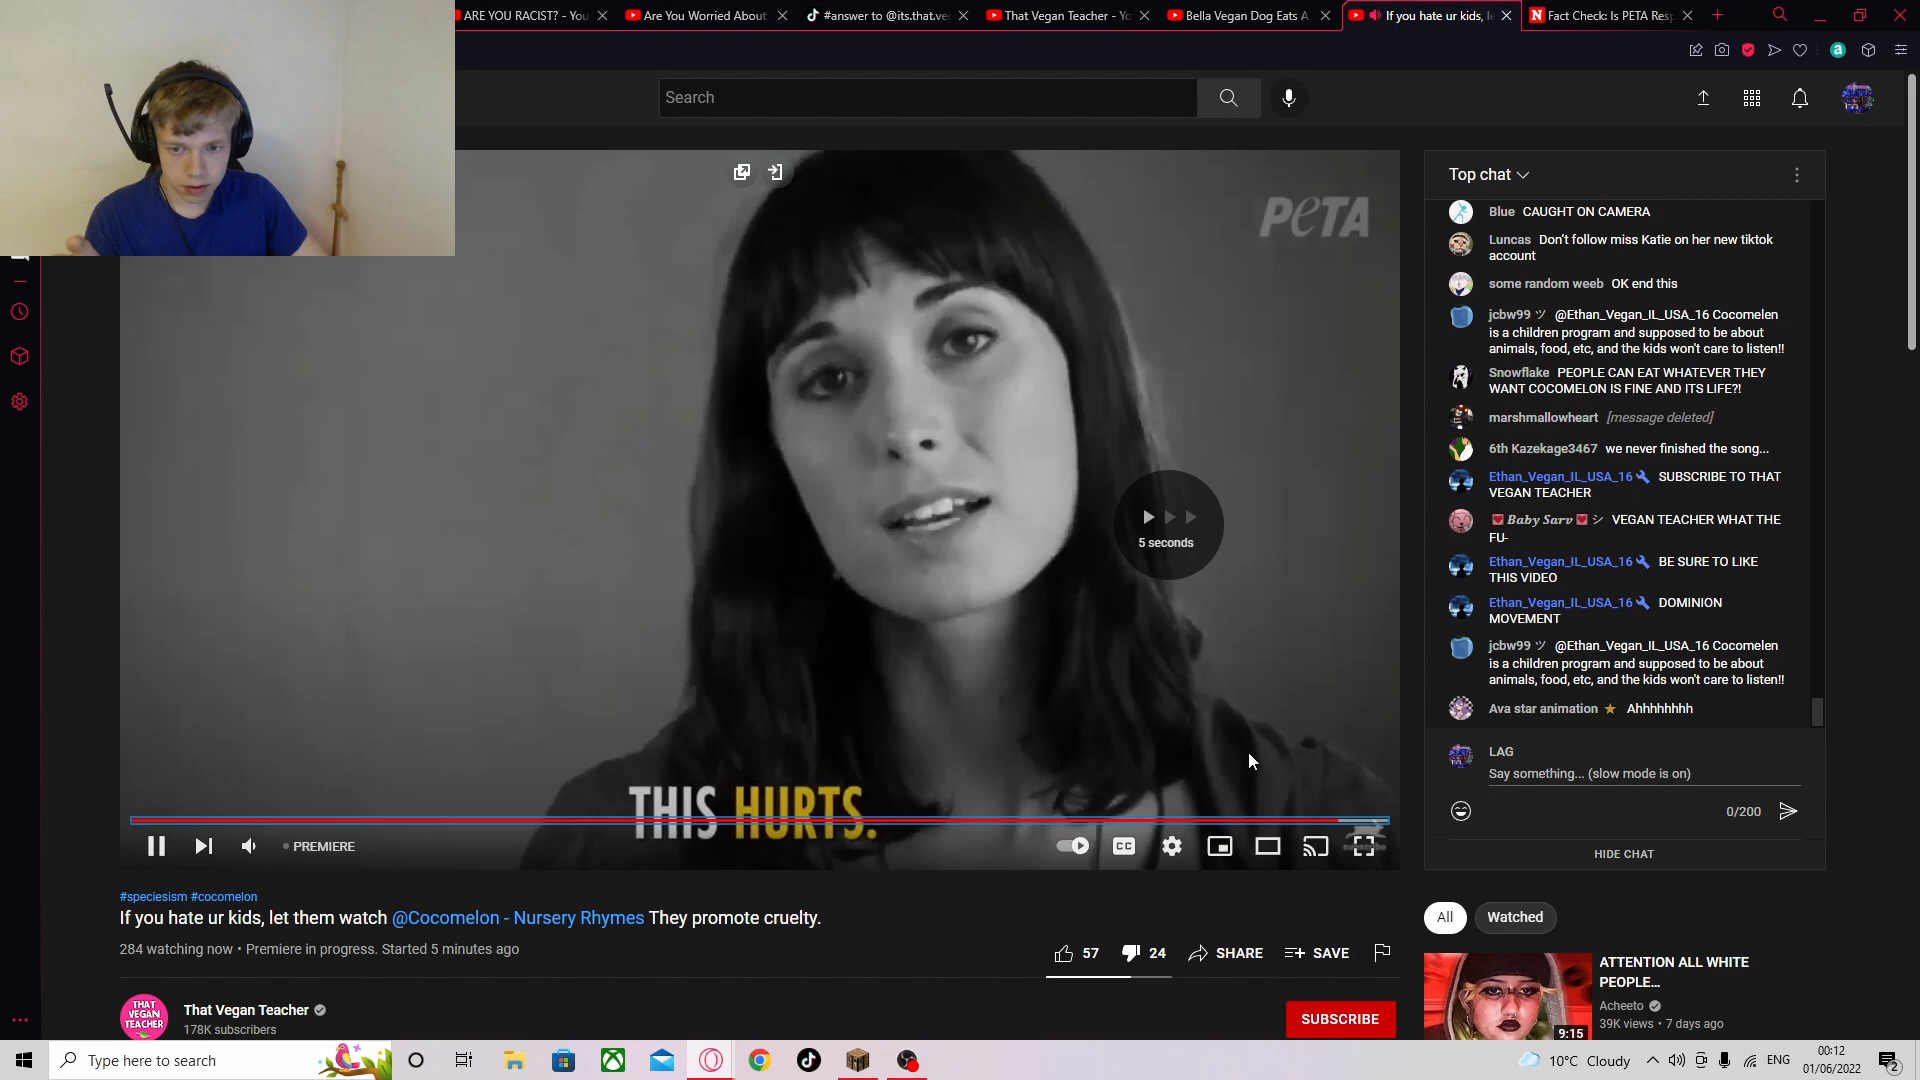 ARE YOU RACIST? - You
Are You Worried About
#answer to @its.that.ve
That Vegan Teacher - Yo
Bella Vegan Dog Eats A
If you hate ur kids, le
Fact Check: Is PETA Resp
Search
PETA
5 seconds
THIS HURTS.
PREMIERE
CC
Top chat
Blue CAUGHT ON CAMERA
Luncas Don't follow miss Katie on her new tiktok
account
some random weeb OK end this
jcbw99 ツ @Ethan_Vegan_IL_USA_16 Cocomelen
is a children program and supposed to be about
animals, food, etc, and the kids won't care to listen!!
Snowflake PEOPLE CAN EAT WHATEVER THEY
WANT COCOMELON IS FINE AND ITS LIFE?!
marshmallowheart [message deleted]
6th Kazekage3467 we never finished the song...
Ethan_Vegan_IL_USA_16 SUBSCRIBE TO THAT
VEGAN TEACHER
💟 Baby Sarv 💟 シ VEGAN TEACHER WHAT THE
FU-
Ethan_Vegan_IL_USA_16 BE SURE TO LIKE
THIS VIDEO
Ethan_Vegan_IL_USA_16 DOMINION
MOVEMENT
jcbw99 ツ @Ethan_Vegan_IL_USA_16 Cocomelen
is a children program and supposed to be about
animals, food, etc, and the kids won't care to listen!!
Ava star animation ★ Ahhhhhhhh
LAG
Say something... (slow mode is on)
0/200
HIDE CHAT
#speciesism #cocomelon
If you hate ur kids, let them watch @Cocomelon - Nursery Rhymes They promote cruelty.
284 watching now • Premiere in progress. Started 5 minutes ago
57
24
SHARE
SAVE
THAT
VEGAN
TEACHER
That Vegan Teacher
178K subscribers
SUBSCRIBE
All
Watched
ATTENTION ALL WHITE
PEOPLE...
Acheeto
39K views • 7 days ago
9:15
Type here to search
10°C Cloudy
ENG
00:12
01/06/2022
2